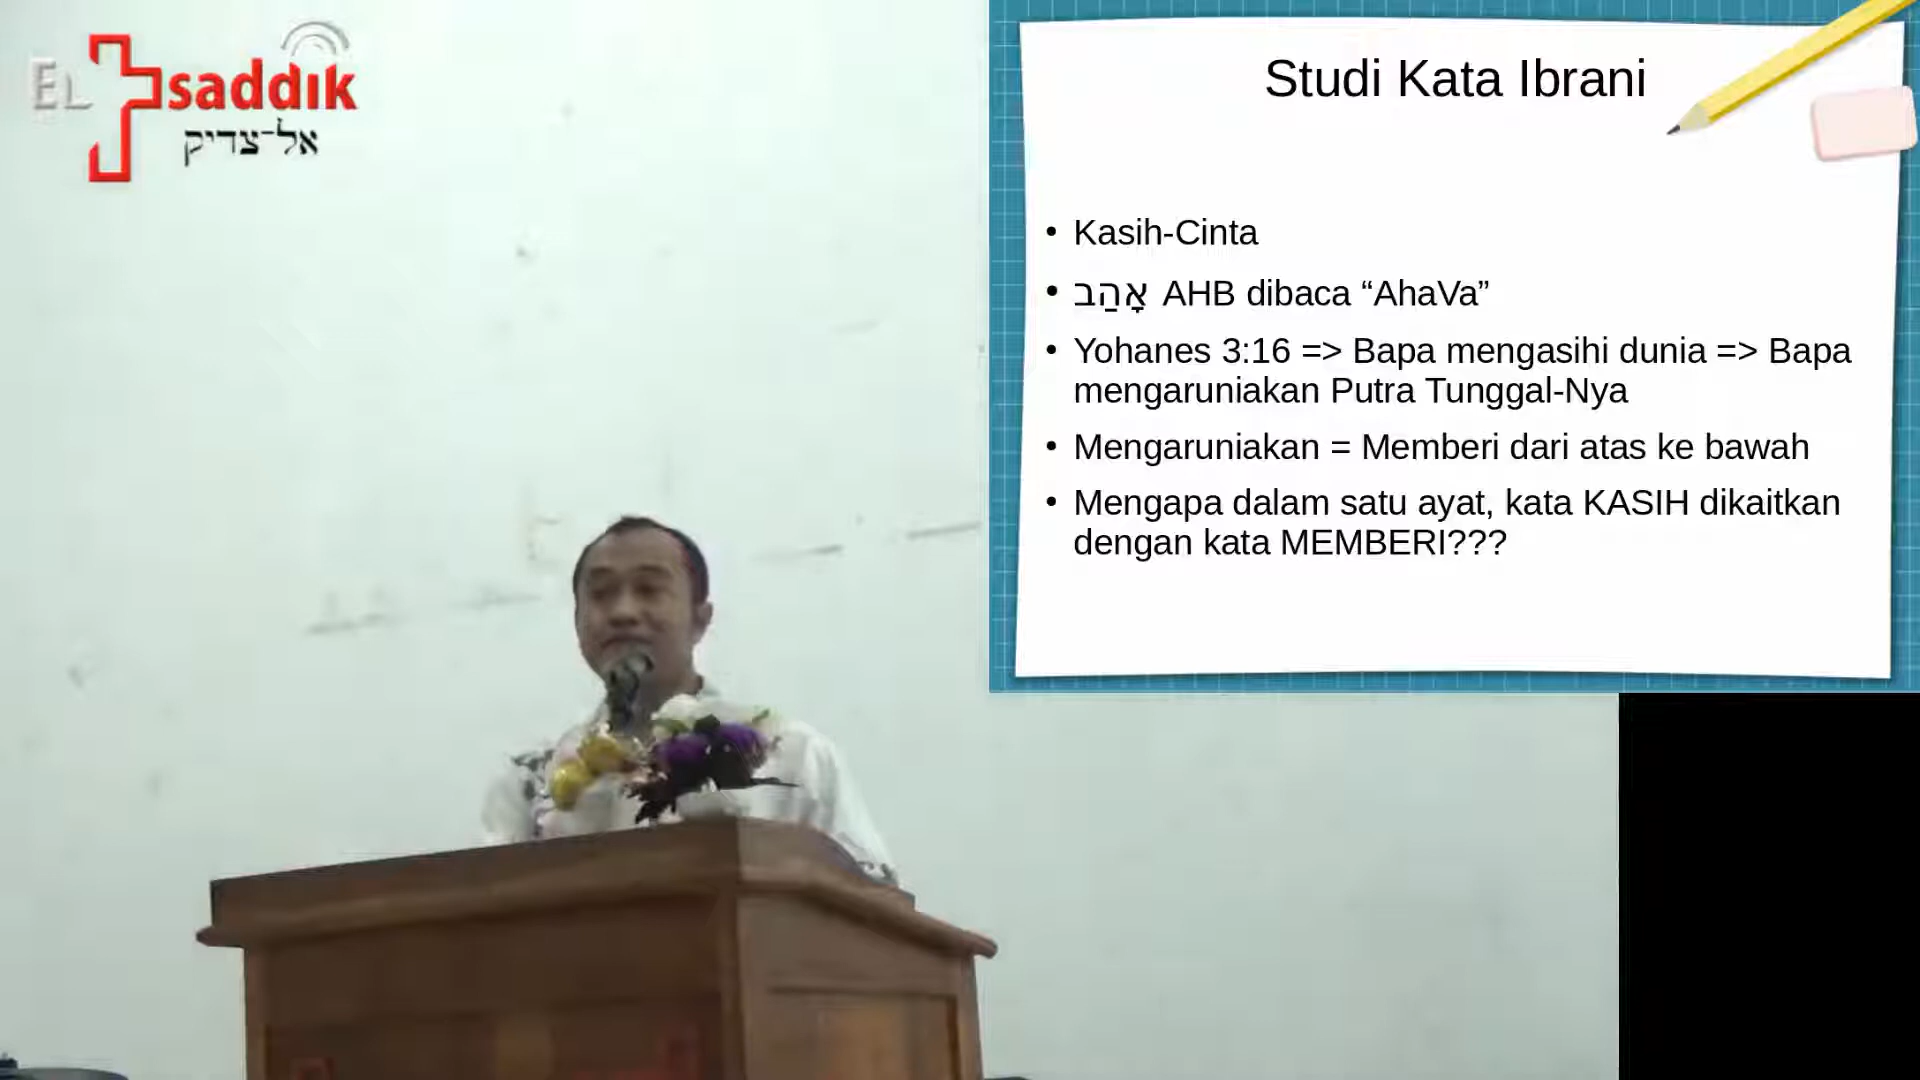 EL saddik
אל־צדיק
Studi Kata Ibrani
• Kasih-Cinta
• אָהַב AHB dibaca “AhaVa”
• Yohanes 3:16 => Bapa mengasihi dunia => Bapa
mengaruniakan Putra Tunggal-Nya
• Mengaruniakan = Memberi dari atas ke bawah
• Mengapa dalam satu ayat, kata KASIH dikaitkan
dengan kata MEMBERI???